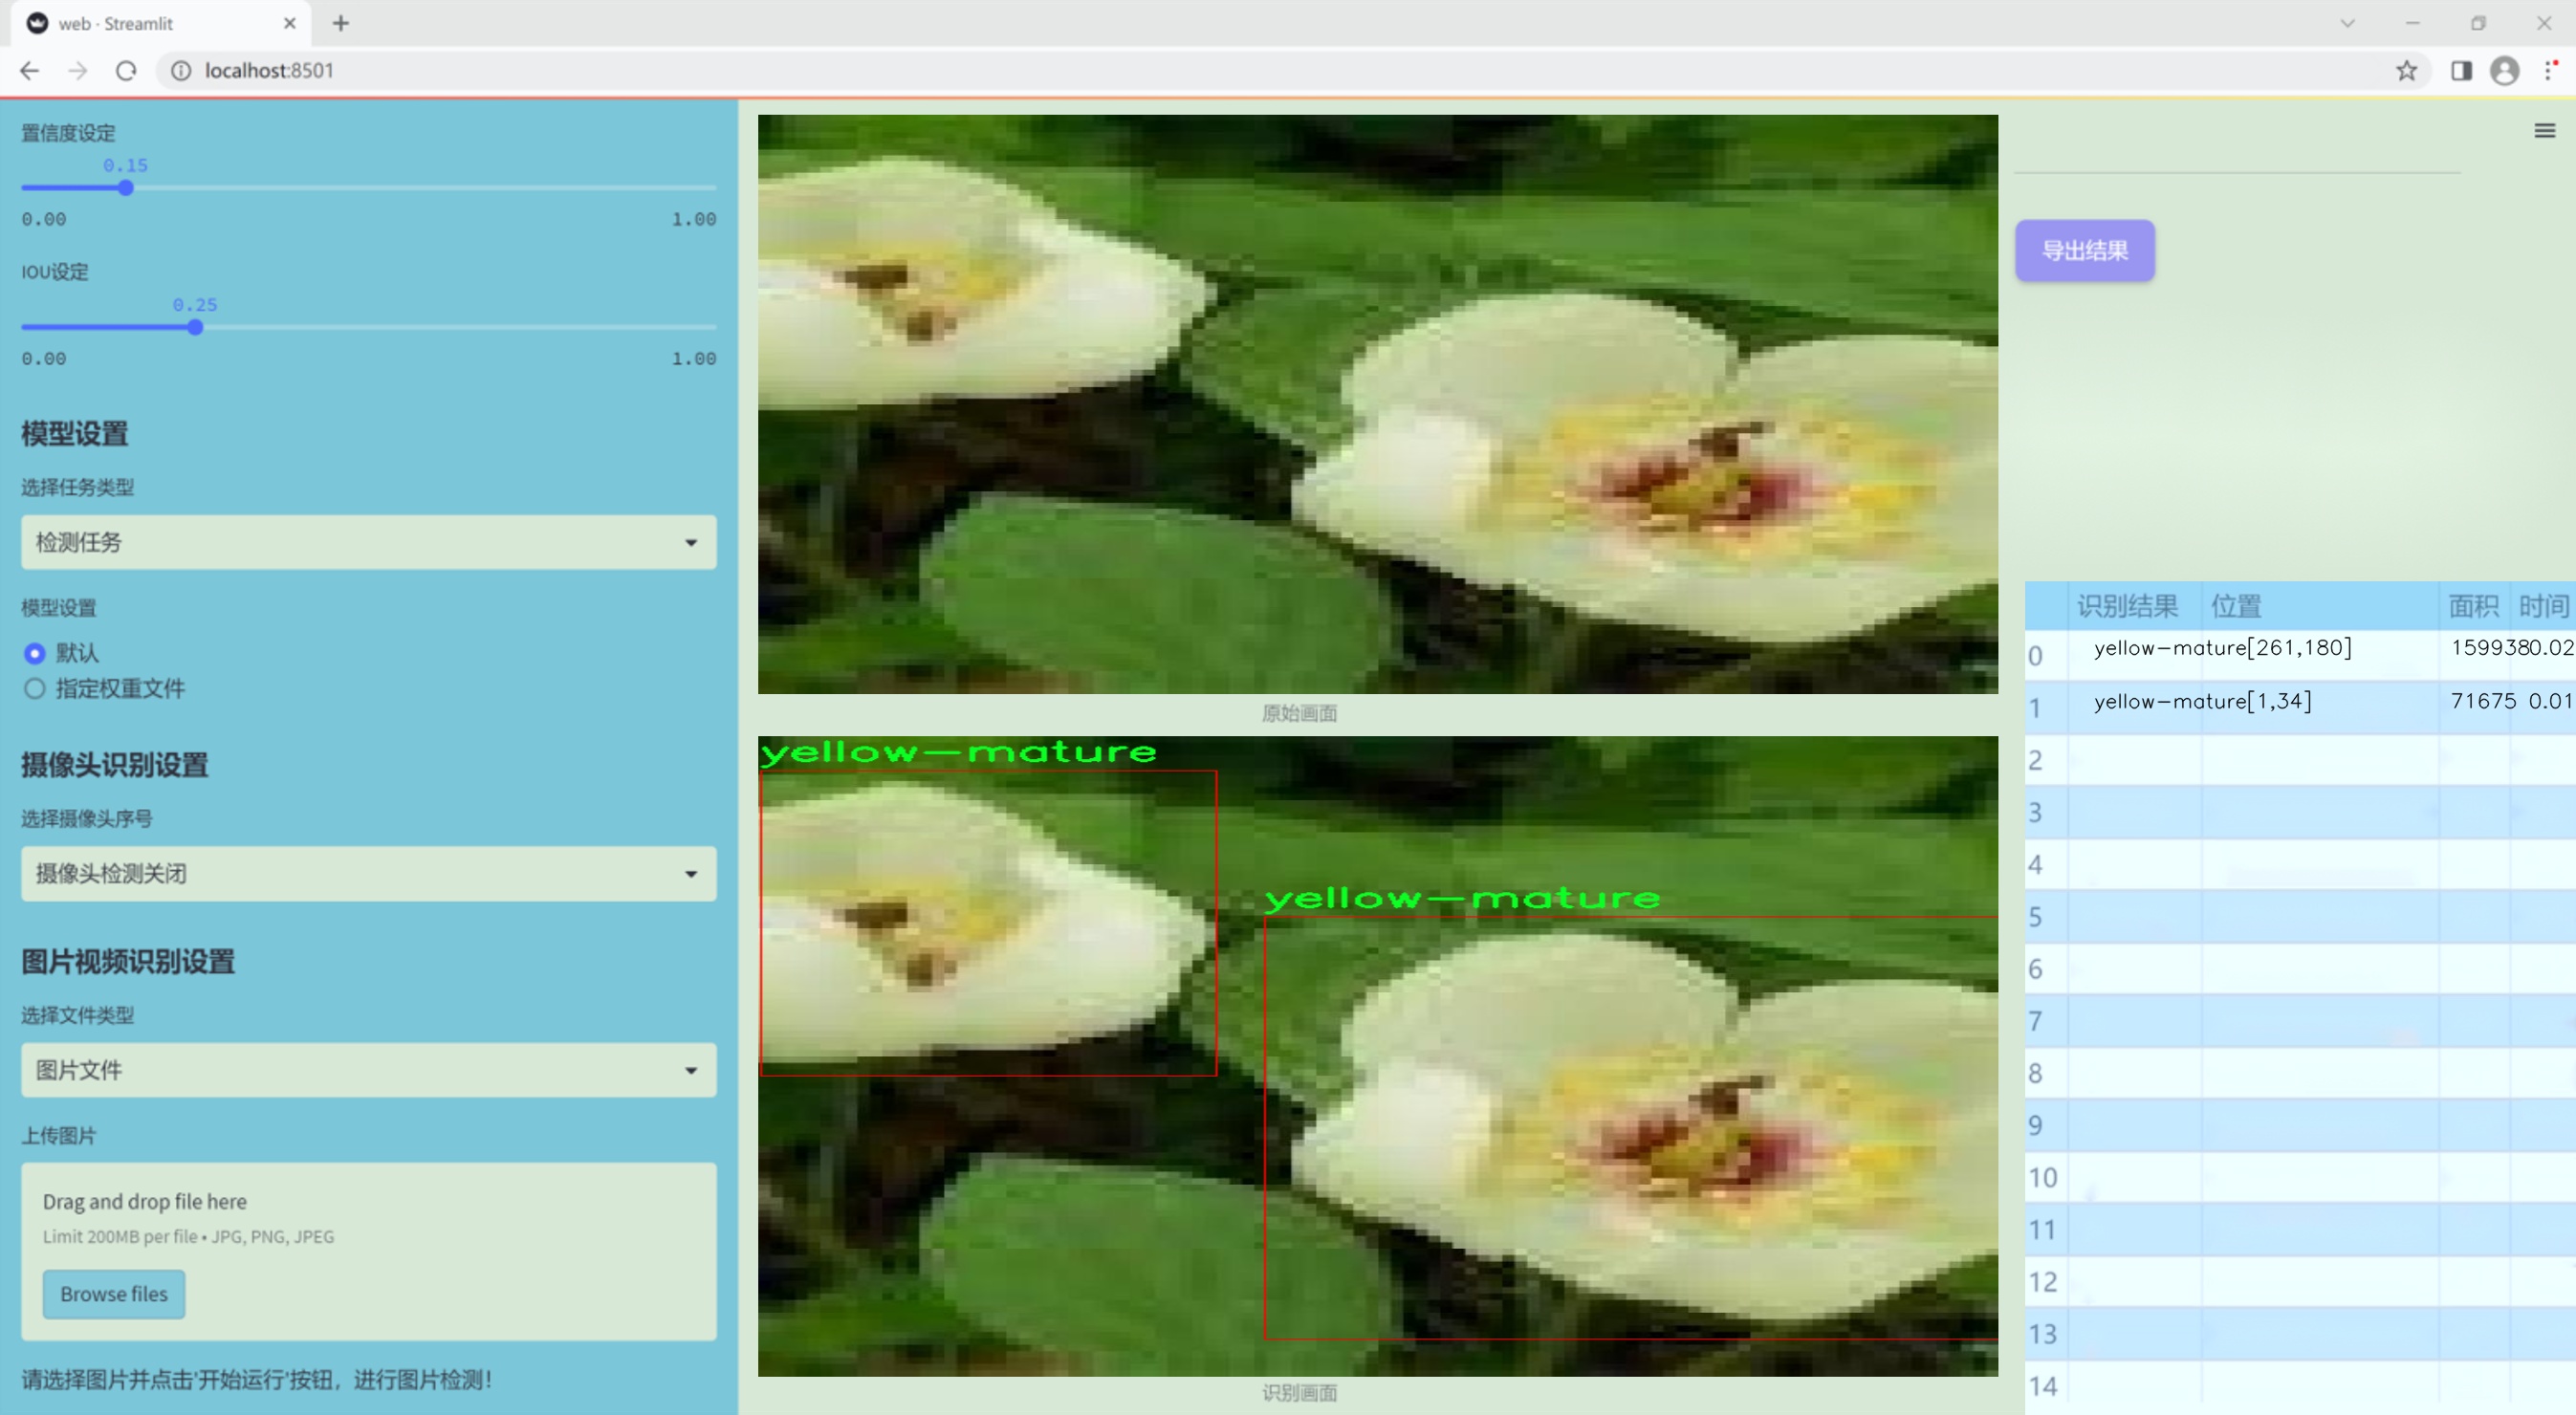 web · Streamlit
localhost:8501
置信度设定
0.15
0.00 1.00
IOU设定
0.25
0.00 1.00
模型设置
选择任务类型
检测任务
模型设置
默认
指定权重文件
摄像头识别设置
选择摄像头序号
摄像头检测关闭
图片视频识别设置
选择文件类型
图片文件
上传图片
Drag and drop file here
Limit 200MB per file • JPG, PNG, JPEG
Browse files
请选择图片并点击'开始运行'按钮，进行图片检测！
原始画面
yellow-mature
yellow-mature
识别画面
导出结果
识别结果 位置 面积 时间
0 yellow-mature[261,180] 1599380.02
1 yellow-mature[1,34] 71675 0.01
2
3
4
5
6
7
8
9
10
11
12
13
14